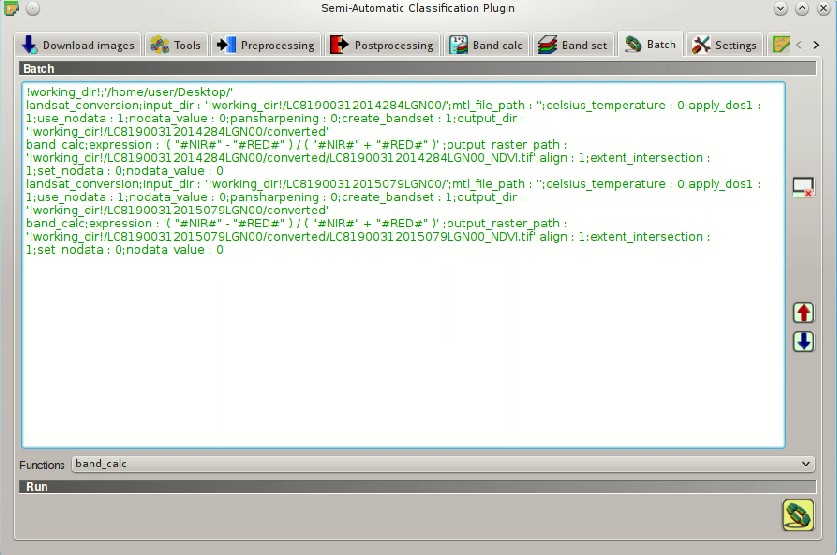 Semi-Automatic Classification Plugin
Download images
Tools
Preprocessing
Postprocessing
Band calc
Band set
Batch
Settings
Batch
!working_dir!;'/home/user/Desktop/'
landsat_conversion;input_dir : '!working_dir!/LC81900312014284LGN00/';mtl_file_path : '';celsius_temperature : 0;apply_dos1 :
1;use_nodata : 1;nodata_value : 0;pansharpening : 0;create_bandset : 1;output_dir :
'!working_dir!/LC81900312014284LGN00/converted'
band_calc;expression : '( "#NIR#" - "#RED#" ) / ( "#NIR#" + "#RED#" )' ;output_raster_path :
'!working_dir!/LC81900312014284LGN00/converted/LC81900312014284LGN00_NDVI.tif' align : 1;extent_intersection :
1;set_nodata : 0;nodata_value : 0
landsat_conversion;input_dir : '!working_dir!/LC81900312015079LGN00/';mtl_file_path : '';celsius_temperature : 0;apply_dos1 :
1;use_nodata : 1;nodata_value : 0;pansharpening : 0;create_bandset : 1;output_dir :
'!working_dir!/LC81900312015079LGN00/converted'
band_calc;expression : '( "#NIR#" - "#RED#" ) / ( "#NIR#" + "#RED#" )' ;output_raster_path :
'!working_dir!/LC81900312015079LGN00/converted/LC81900312015079LGN00_NDVI.tif' align : 1;extent_intersection :
1;set_nodata : 0;nodata_value : 0
Functions
band_calc
Run